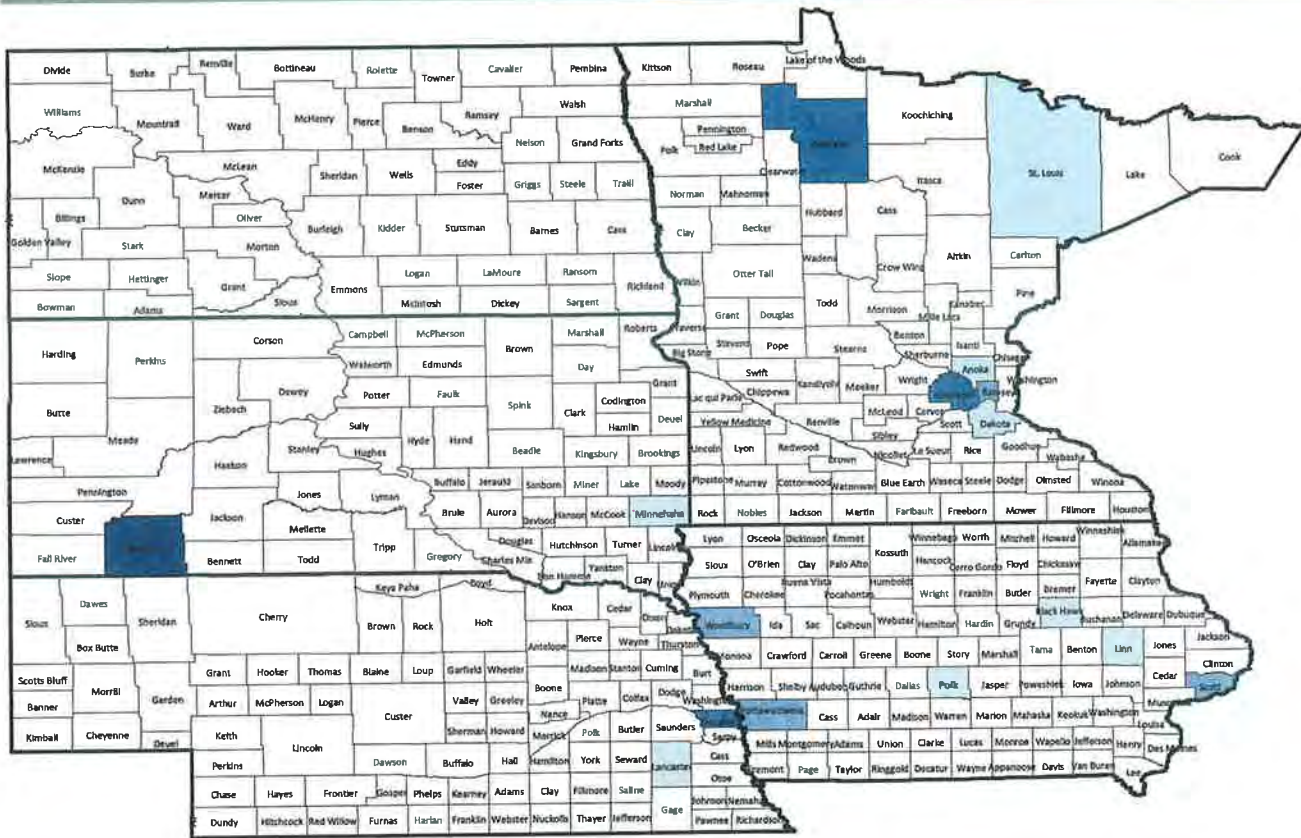 Divide Burke Renville Bottineau Rolette Towner Cavalier Pembina Kittson Roseau Lake of the Woods
Williams Mountrail Ward McHenry Pierce Benson Ramsey Walsh Marshall Koochiching
Nelson Grand Forks Pennington Red Lake Polk
McKenzie McLean Sheridan Wells Eddy Foster Griggs Steele Traill Clearwater Itasca St. Louis Lake Cook
Dunn Mercer Oliver Norman Mahnomen
Billings Golden Valley Stark Morton Burleigh Kidder Stutsman Barnes Cass Clay Becker Hubbard Cass
Slope Hettinger Grant Sioux Emmons Logan LaMoure Ransom Richland Wilkin Otter Tail Wadena Crow Wing Aitkin Carlton
Bowman Adams McIntosh Dickey Sargent Todd Morrison Mille Lacs Kanabec Pine
Harding Perkins Corson Campbell McPherson Brown Marshall Roberts Traverse Grant Douglas Benton Isanti
Walworth Edmunds Day Big Stone Stevens Pope Stearns Sherburne Chisago
Butte Ziebach Dewey Potter Faulk Spink Clark Codington Grant Swift Kandiyohi Meeker Wright Anoka Washington
Meade Sully Hamlin Deuel Lac qui Parle Chippewa McLeod Carver Ramsey
Lawrence Haakon Stanley Hughes Hyde Hand Beadle Kingsbury Brookings Yellow Medicine Renville Sibley Scott Dakota
Lincoln Lyon Redwood Brown Nicollet Le Sueur Rice Goodhue Wabasha
Pennington Jones Lyman Buffalo Jerauld Sanborn Miner Lake Moody Pipestone Murray Cottonwood Watonwan Blue Earth Waseca Steele Dodge Olmsted Winona
Custer Jackson Mellette Brule Aurora Davison Hanson McCook Minnehaha Rock Nobles Jackson Martin Faribault Freeborn Mower Fillmore Houston
Fall River Bennett Todd Tripp Gregory Douglas Charles Mix Hutchinson Turner Lincoln Lyon Osceola Dickinson Emmet Kossuth Winnebago Worth Mitchell Howard Winneshiek Allamakee
Bon Homme Yankton Clay Union Sioux O'Brien Clay Palo Alto Hancock Cerro Gordo Floyd Chickasaw
Dawes Cherry Keya Paha Boyd Knox Cedar Dixon Plymouth Cherokee Buena Vista Pocahontas Humboldt Wright Franklin Butler Bremer Fayette Clayton
Sioux Sheridan Brown Rock Holt Antelope Pierce Wayne Dakota Thurston Woodbury Ida Sac Calhoun Webster Hamilton Hardin Grundy Black Hawk Buchanan Delaware Dubuque
Box Butte Grant Hooker Thomas Blaine Loup Garfield Wheeler Madison Stanton Cuming Burt Monona Crawford Carroll Greene Boone Story Marshall Tama Benton Linn Jones Jackson
Scotts Bluff Morrill Garden Arthur McPherson Logan Custer Valley Greeley Boone Platte Colfax Dodge Washington Harrison Shelby Audubon Guthrie Dallas Polk Jasper Poweshiek Iowa Johnson Cedar Clinton Scott
Banner Nance Muscatine
Kimball Cheyenne Deuel Keith Lincoln Sherman Howard Merrick Polk Butler Saunders Sarpy Cass Adair Madison Warren Marion Mahaska Keokuk Washington Louisa
Perkins Dawson Buffalo Hall Hamilton York Seward Lancaster Cass Mills Montgomery Adams Union Clarke Lucas Monroe Wapello Jefferson Henry Des Moines
Chase Hayes Frontier Gosper Phelps Kearney Adams Clay Fillmore Saline Otoe Fremont Page Taylor Ringgold Decatur Wayne Appanoose Davis Van Buren Lee
Dundy Hitchcock Red Willow Furnas Harlan Franklin Webster Nuckolls Thayer Jefferson Gage Johnson Nemaha Pawnee Richardson